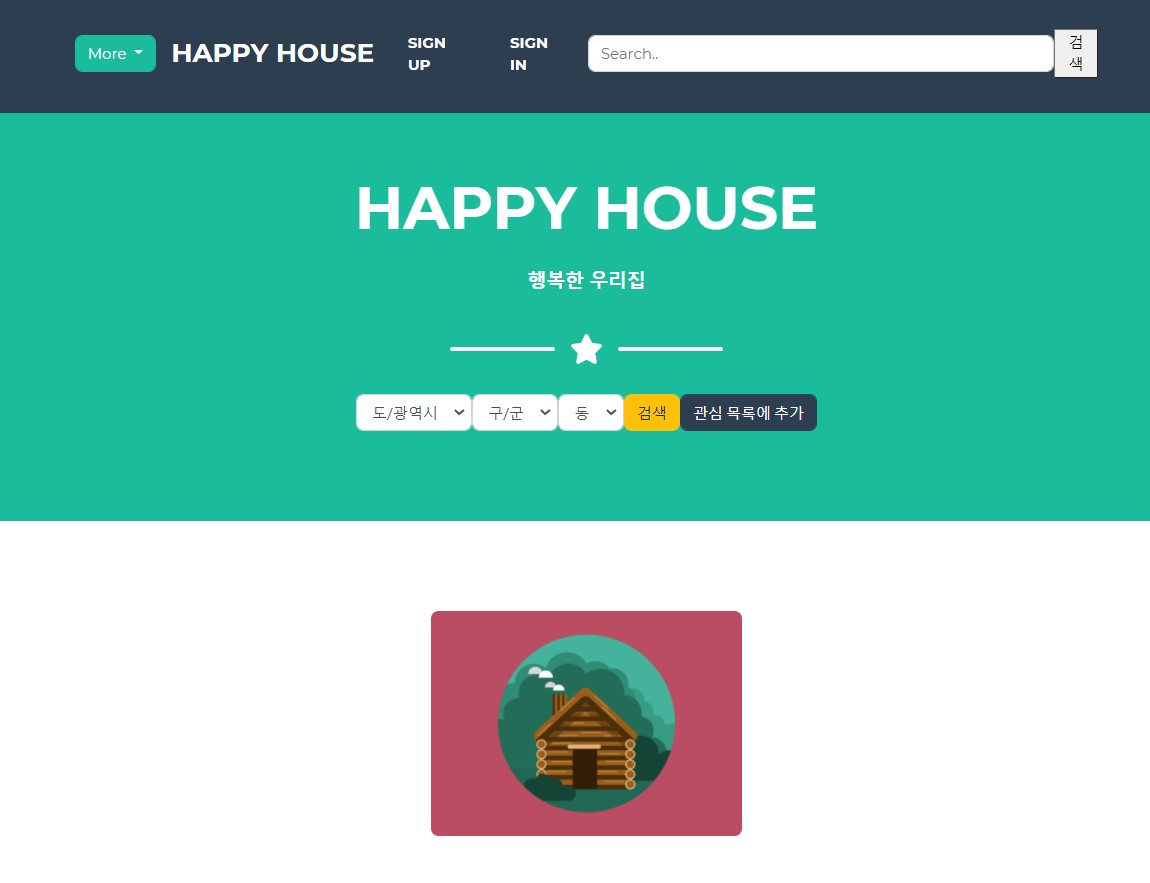 More
HAPPY HOUSE
SIGN
UP
SIGN
IN
Search..
검
색
HAPPY HOUSE
행복한 우리집
도/광역시
구/군
동
검색
관심 목록에 추가